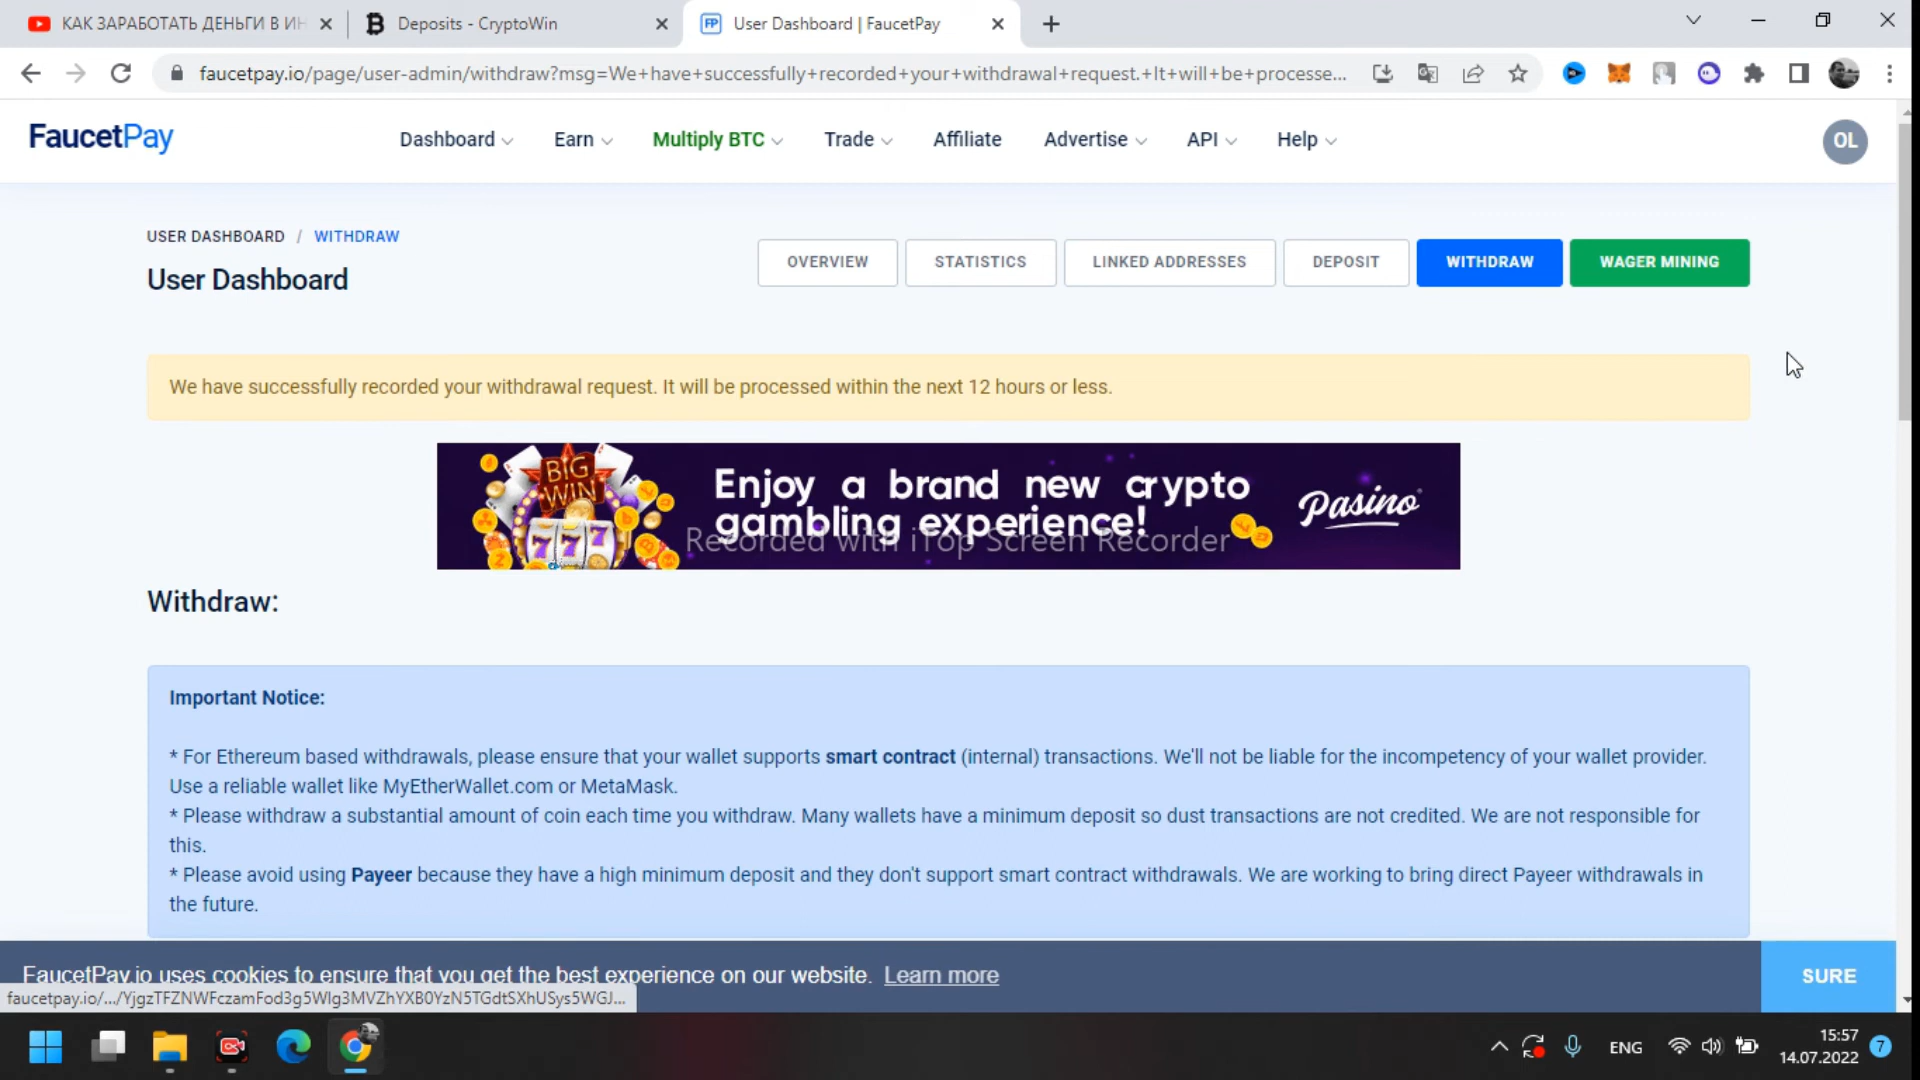 КАК ЗАРАБОТАТЬ ДЕНЬГИ В ИН
Deposits - CryptoWin
FP User Dashboard | FaucetPay
faucetpay.io/page/user-admin/withdraw?msg=We+have+successfully+recorded+your+withdrawal+request.+It+will+be+processe...
FaucetPay
Dashboard
Earn
Multiply BTC
Trade
Affiliate
Advertise
API
Help
OL
USER DASHBOARD / WITHDRAW
User Dashboard
OVERVIEW
STATISTICS
LINKED ADDRESSES
DEPOSIT
WITHDRAW
WAGER MINING
We have successfully recorded your withdrawal request. It will be processed within the next 12 hours or less.
BIG WIN
777
Enjoy a brand new crypto
gambling experience!
Pasino
Recorded with iTop Screen Recorder
Withdraw:
Important Notice:
* For Ethereum based withdrawals, please ensure that your wallet supports smart contract (internal) transactions. We'll not be liable for the incompetency of your wallet provider.
Use a reliable wallet like MyEtherWallet.com or MetaMask.
* Please withdraw a substantial amount of coin each time you withdraw. Many wallets have a minimum deposit so dust transactions are not credited. We are not responsible for
this.
* Please avoid using Payeer because they have a high minimum deposit and they don't support smart contract withdrawals. We are working to bring direct Payeer withdrawals in
the future.
FaucetPay.io uses cookies to ensure that you get the best experience on our website. Learn more
SURE
faucetpay.io/.../YjgzTFZNWFczamFod3g5WIg3MVZhYXB0YzN5TGdtSXhUSys5WGJ...
ENG
15:57
14.07.2022
7